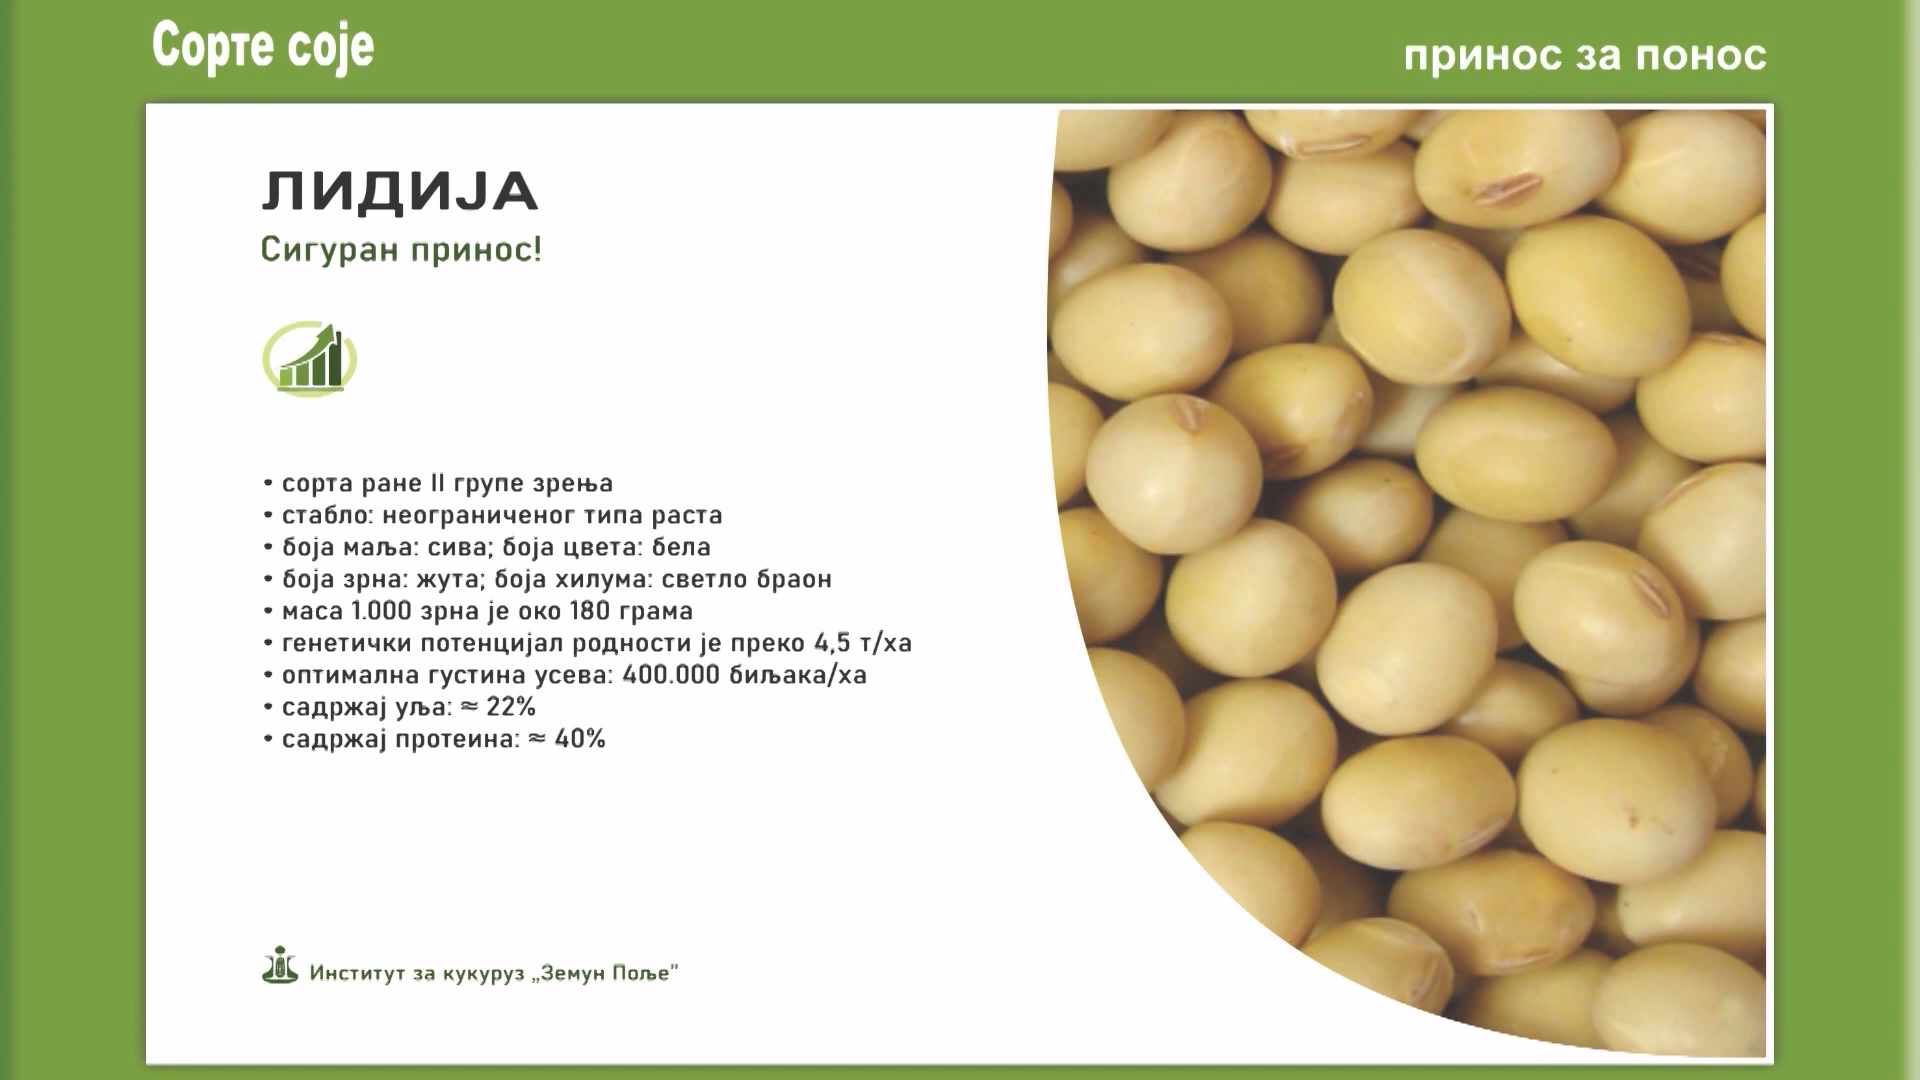 Сорте соје
принос за понос
ЛИДИЈА
Сигуран принос!
• сорта ране II групе зрења
• стабло: неограниченог типа раста
• боја маља: сива; боја цвета: бела
• боја зрна: жута; боја хилума: светло браон
• маса 1.000 зрна је око 180 грама
• генетички потенцијал родности је преко 4,5 т/ха
• оптимална густина усева: 400.000 биљака/ха
• садржај уља: ≈ 22%
• садржај протеина: ≈ 40%
Институт за кукуруз „Земун Поље”